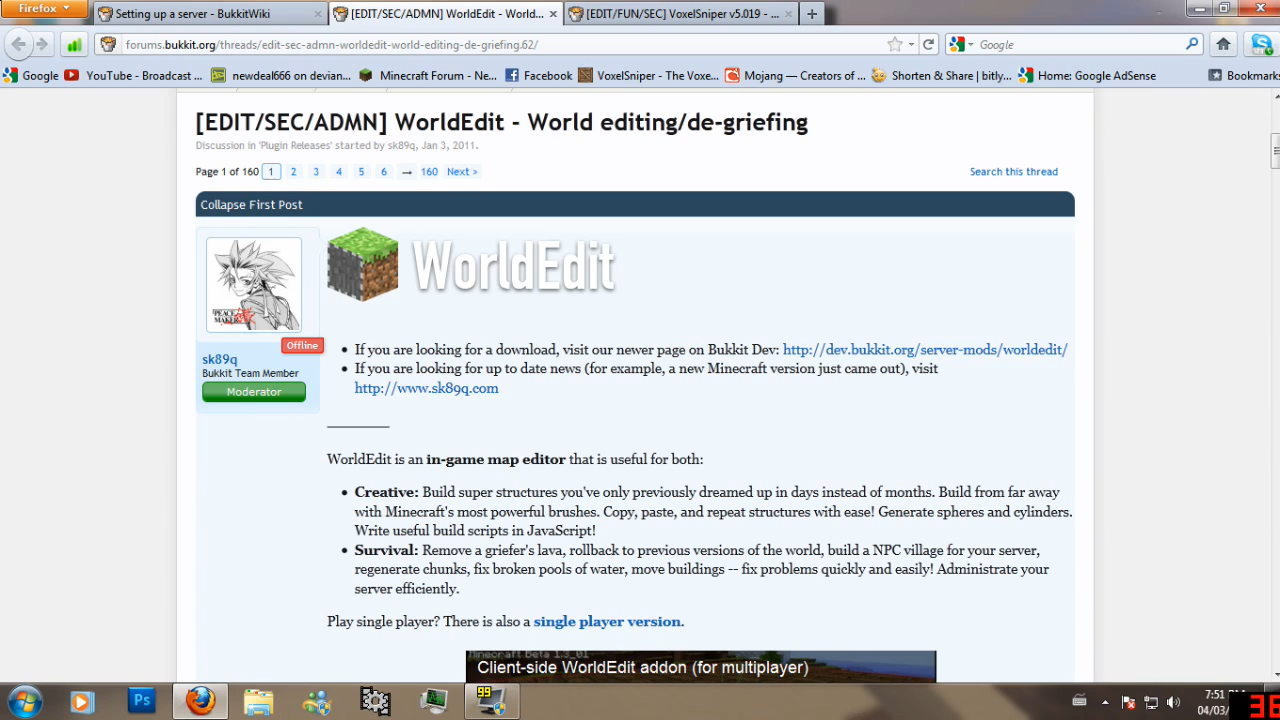 Firefox
Setting up a server - BukkitWiki
[EDIT/SEC/ADMN] WorldEdit - World...
[EDIT/FUN/SEC] VoxelSniper v5.019 - ...
forums.bukkit.org/threads/edit-sec-admn-worldedit-world-editing-de-griefing.62/
Google
Google
YouTube - Broadcast ...
newdeal666 on devian...
Minecraft Forum - Ne...
Facebook
VoxelSniper - The Voxe...
Mojang — Creators of ...
Shorten & Share | bitly...
Home: Google AdSense
Bookmarks
[EDIT/SEC/ADMN] WorldEdit - World editing/de-griefing
Discussion in 'Plugin Releases' started by sk89q, Jan 3, 2011.
Page 1 of 160 1 2 3 4 5 6 → 160 Next >
Search this thread
Collapse First Post
PEACE MAKER
WorldEdit
Offline
sk89q
Bukkit Team Member
Moderator
• If you are looking for a download, visit our newer page on Bukkit Dev: http://dev.bukkit.org/server-mods/worldedit/
• If you are looking for up to date news (for example, a new Minecraft version just came out), visit
http://www.sk89q.com
WorldEdit is an in-game map editor that is useful for both:
• Creative: Build super structures you've only previously dreamed up in days instead of months. Build from far away
with Minecraft's most powerful brushes. Copy, paste, and repeat structures with ease! Generate spheres and cylinders.
Write useful build scripts in JavaScript!
• Survival: Remove a griefer's lava, rollback to previous versions of the world, build a NPC village for your server,
regenerate chunks, fix broken pools of water, move buildings -- fix problems quickly and easily! Administrate your
server efficiently.
Play single player? There is also a single player version.
Minecraft Beta 1.3_01
Client-side WorldEdit addon (for multiplayer)
Ps
99
7:51
04/03/
36